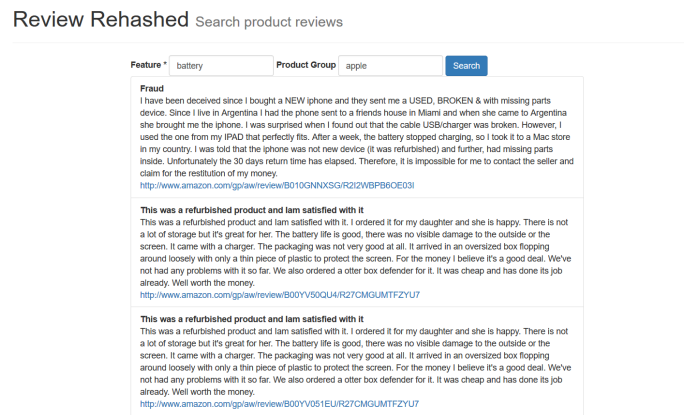 Review Rehashed Search product reviews
Feature * battery Product Group apple Search
Fraud
I have been deceived since I bought a NEW iphone and they sent me a USED, BROKEN & with missing parts
device. Since I live in Argentina I had the phone sent to a friends house in Miami and when she came to Argentina
she brought me the iphone. I was surprised when I found out that the cable USB/charger was broken. However, I
used the one from my IPAD that perfectly fits. After a week, the battery stopped charging, so I took it to a Mac store
in my country. I was told that the iphone was not new device (it was refurbished) and further, had missing parts
inside. Unfortunately the 30 days return time has elapsed. Therefore, it is impossible for me to contact the seller and
claim for the restitution of my money.
http://www.amazon.com/gp/aw/review/B010GNNXSG/R2I2WBPB6OE03I
This was a refurbished product and Iam satisfied with it
This was a refurbished product and Iam satisfied with it. I ordered it for my daughter and she is happy. There is not
a lot of storage but it's great for her. The battery life is good, there was no visible damage to the outside or the
screen. It came with a charger. The packaging was not very good at all. It arrived in an oversized box flopping
around loosely with only a thin piece of plastic to protect the screen. For the money I believe it's a good deal. We've
not had any problems with it so far. We also ordered a otter box defender for it. It was cheap and has done its job
already. Well worth the money.
http://www.amazon.com/gp/aw/review/B00YV50QU4/R27CMGUMTFZYU7
This was a refurbished product and Iam satisfied with it
This was a refurbished product and Iam satisfied with it. I ordered it for my daughter and she is happy. There is not
a lot of storage but it's great for her. The battery life is good, there was no visible damage to the outside or the
screen. It came with a charger. The packaging was not very good at all. It arrived in an oversized box flopping
around loosely with only a thin piece of plastic to protect the screen. For the money I believe it's a good deal. We've
not had any problems with it so far. We also ordered a otter box defender for it. It was cheap and has done its job
already. Well worth the money.
http://www.amazon.com/gp/aw/review/B00YV051EU/R27CMGUMTFZYU7